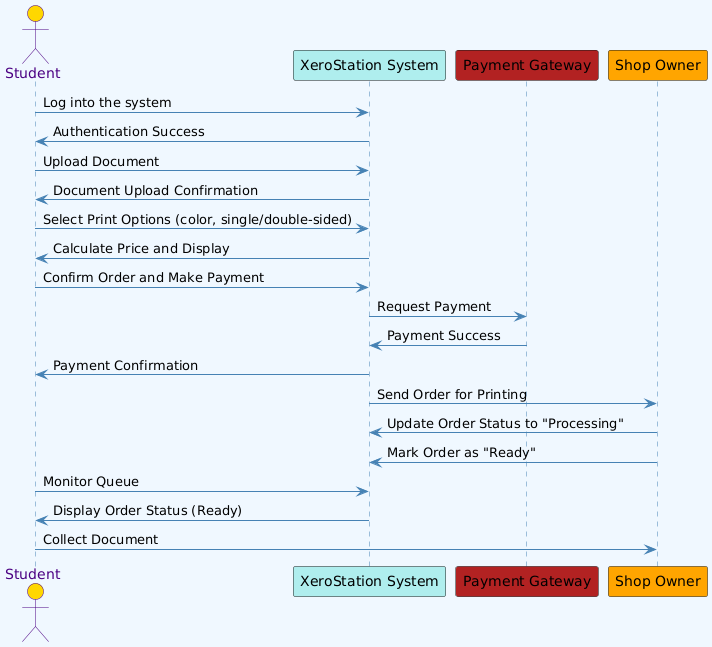 Student
XeroStation System
Payment Gateway
Shop Owner
Log into the system
Authentication Success
Upload Document
Document Upload Confirmation
Select Print Options (color, single/double-sided)
Calculate Price and Display
Confirm Order and Make Payment
Request Payment
Payment Success
Payment Confirmation
Send Order for Printing
Update Order Status to "Processing"
Mark Order as "Ready"
Monitor Queue
Display Order Status (Ready)
Collect Document
Student
XeroStation System
Payment Gateway
Shop Owner